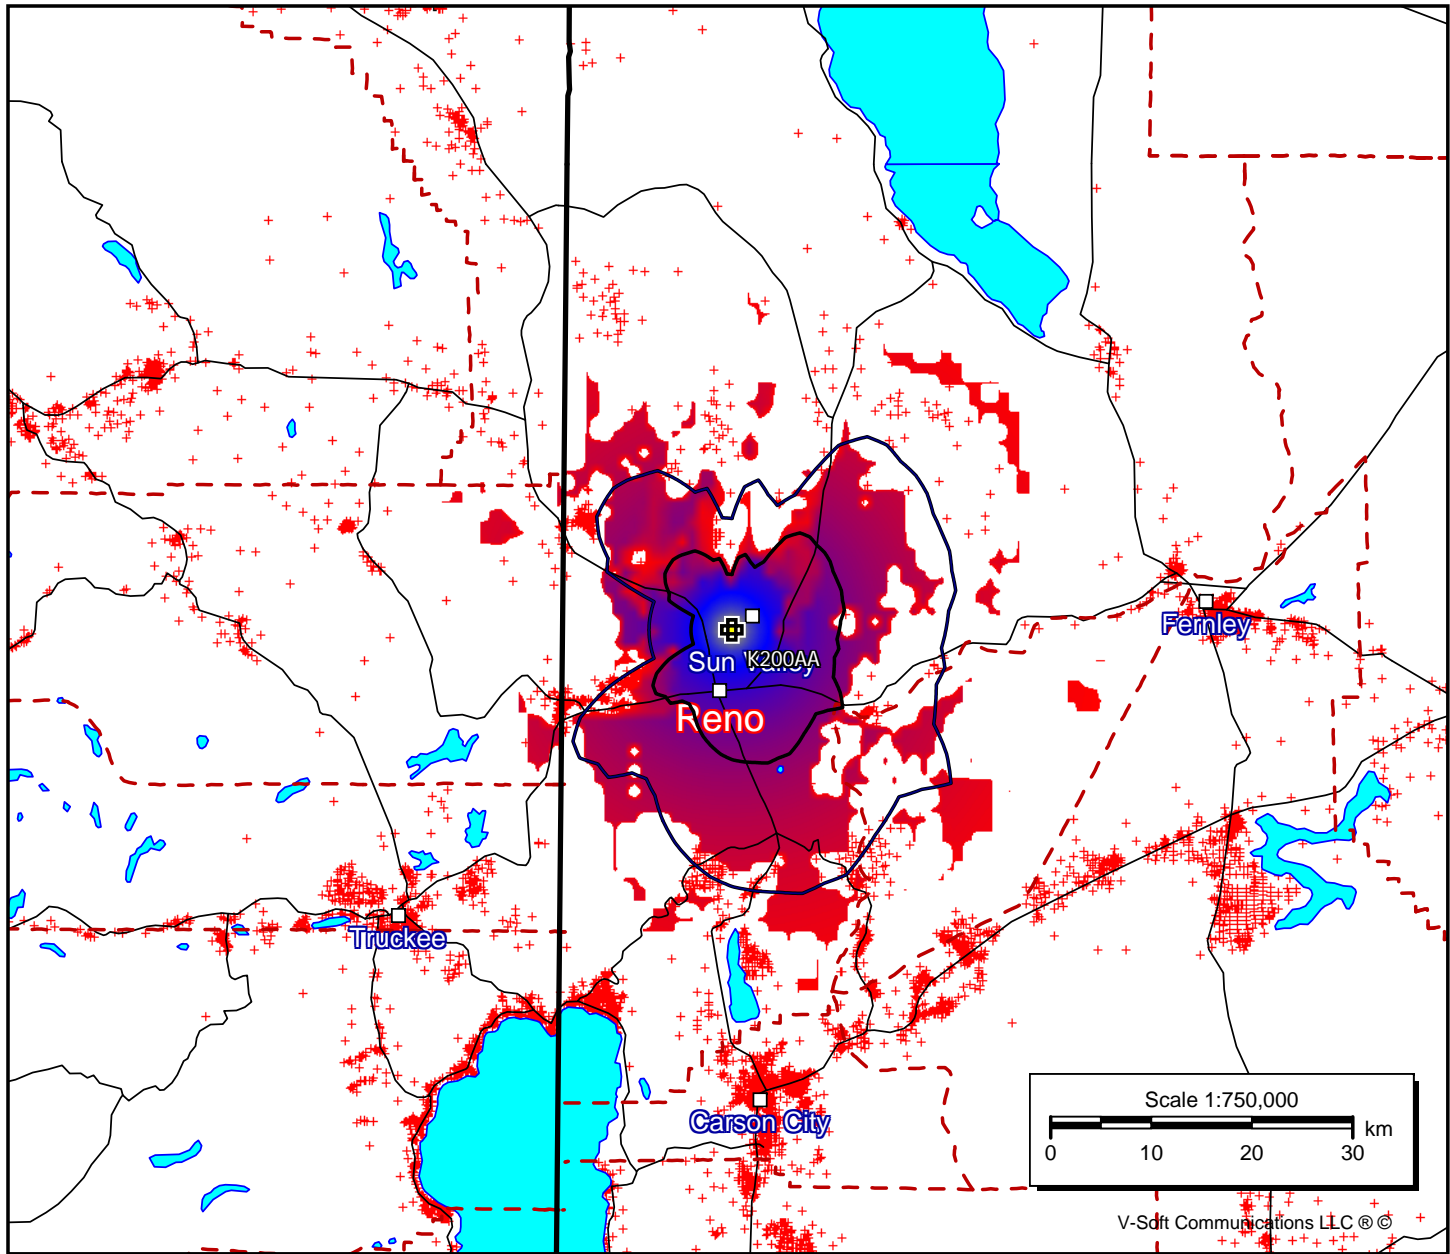 Fernley
Sun Valley
K200AA
Reno
Truckee
Carson City
Scale 1:750,000
km
0 10 20 30
V-Soft Communications LLC ® ©